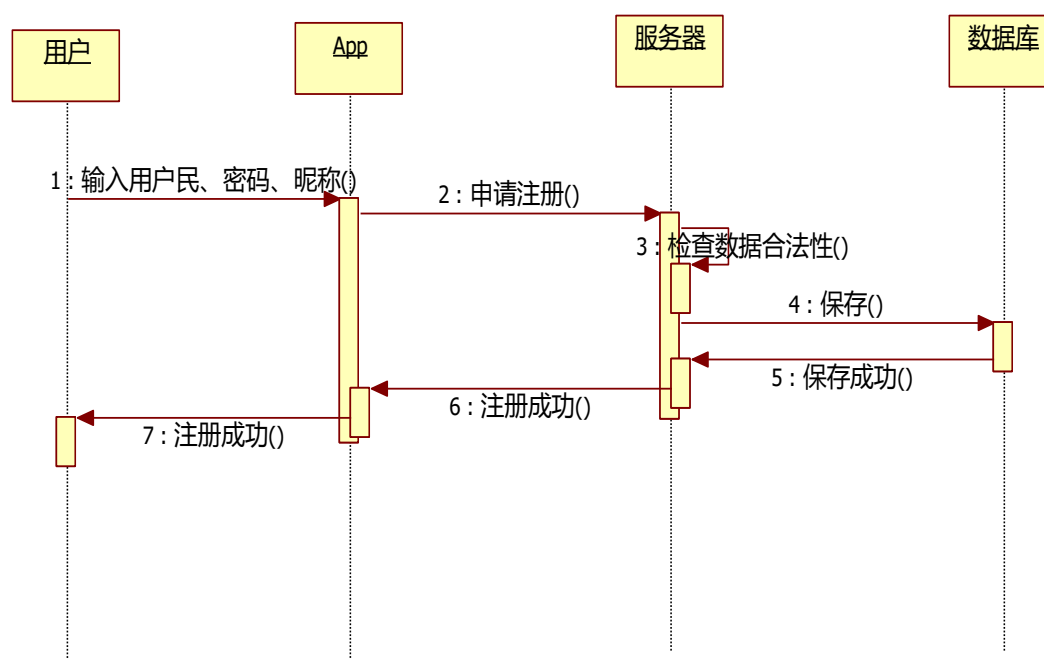 用户
App
服务器
数据库
1 : 输入用户民、密码、昵称()
2 : 申请注册()
3 : 检查数据合法性()
4 : 保存()
5 : 保存成功()
6 : 注册成功()
7 : 注册成功()